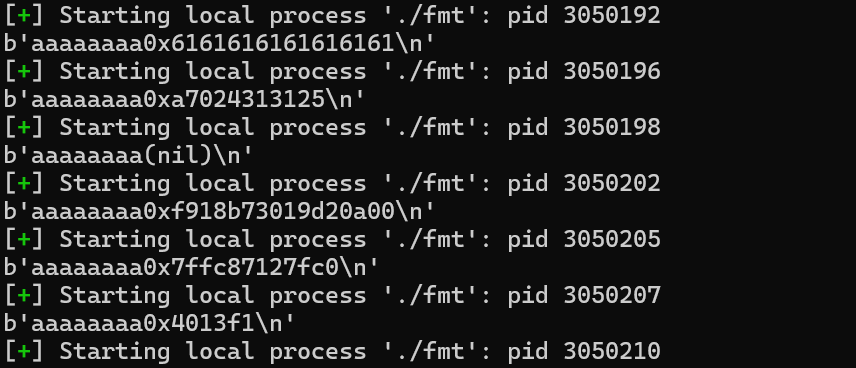 [+] Starting local process './fmt': pid 3050192
b'aaaaaaaa0x6161616161616161\n'
[+] Starting local process './fmt': pid 3050196
b'aaaaaaaa0xa7024313125\n'
[+] Starting local process './fmt': pid 3050198
b'aaaaaaaa(nil)\n'
[+] Starting local process './fmt': pid 3050202
b'aaaaaaaa0xf918b73019d20a00\n'
[+] Starting local process './fmt': pid 3050205
b'aaaaaaaa0x7ffc87127fc0\n'
[+] Starting local process './fmt': pid 3050207
b'aaaaaaaa0x4013f1\n'
[+] Starting local process './fmt': pid 3050210